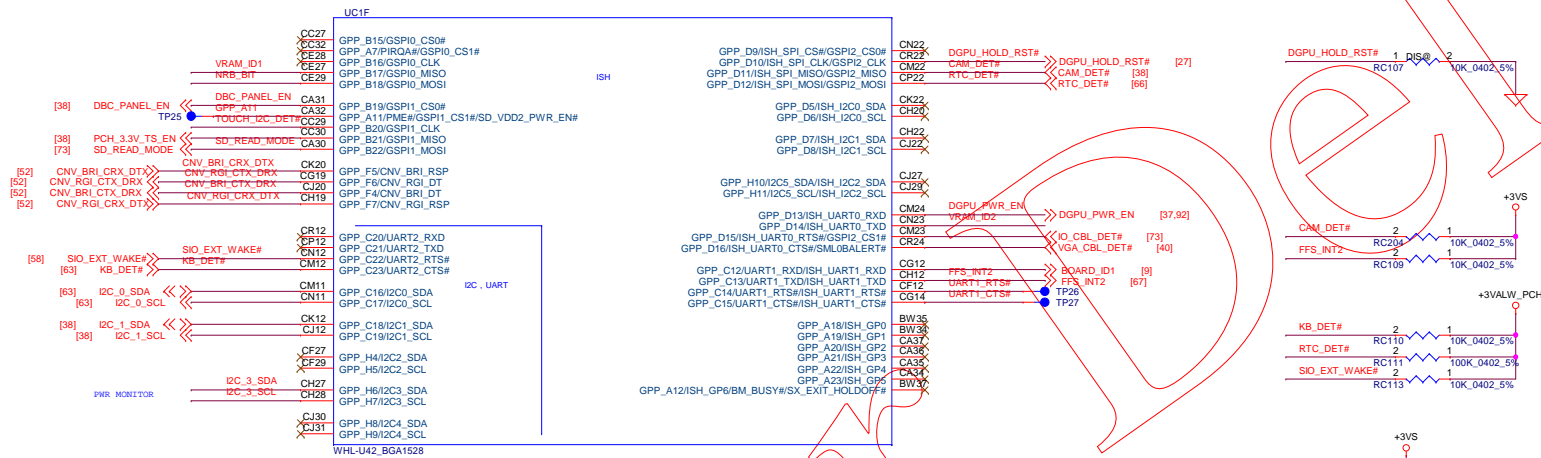 UC1F
CC27
GPP_B15/GSPI0_CS0#
CC32
GPP_A7/PIRQA#/GSPI0_CS1#
CE28
GPP_B16/GSPI0_CLK
VRAM_ID1
CE27
GPP_B17/GSPI0_MISO
NRB_BIT
CE29
GPP_B18/GSPI0_MOSI
[38] DBC_PANEL_EN
DBC_PANEL_EN
CA31
GPP_B19/GSPI1_CS0#
TP25
GPP_A11
CA32
GPP_A11/PME#/GSPI1_CS1#/SD_VDD2_PWR_EN#
TOUCH_I2C_DET#
CC29
GPP_B20/GSPI1_CLK
[38] PCH_3.3V_TS_EN
CC30
GPP_B21/GSPI1_MISO
[73] SD_READ_MODE
SD_READ_MODE
CA30
GPP_B22/GSPI1_MOSI
[52] CNV_BRI_CRX_DTX
CNV_BRI_CRX_DTX
CK20
GPP_F5/CNV_BRI_RSP
[52] CNV_RGI_CTX_DRX
CNV_RGI_CTX_DRX
CG19
GPP_F6/CNV_RGI_DT
[52] CNV_BRI_CTX_DRX
CNV_BRI_CTX_DRX
CJ20
GPP_F4/CNV_BRI_DT
[52] CNV_RGI_CRX_DTX
CNV_RGI_CRX_DTX
CH19
GPP_F7/CNV_RGI_RSP
CR12
GPP_C20/UART2_RXD
CP12
GPP_C21/UART2_TXD
[58] SIO_EXT_WAKE#
SIO_EXT_WAKE#
CN12
GPP_C22/UART2_RTS#
[63] KB_DET#
KB_DET#
CM12
GPP_C23/UART2_CTS#
[63] I2C_0_SDA
CM11
GPP_C16/I2C0_SDA
[63] I2C_0_SCL
CN11
GPP_C17/I2C0_SCL
[38] I2C_1_SDA
CK12
GPP_C18/I2C1_SDA
[38] I2C_1_SCL
CJ12
GPP_C19/I2C1_SCL
CF27
GPP_H4/I2C2_SDA
CF29
GPP_H5/I2C2_SCL
PWR MONITOR
I2C_3_SDA
CH27
GPP_H6/I2C3_SDA
I2C_3_SCL
CH28
GPP_H7/I2C3_SCL
CJ30
GPP_H8/I2C4_SDA
CJ31
GPP_H9/I2C4_SCL
WHL-U42_BGA1528
ISH
I2C , UART
GPP_D9/ISH_SPI_CS#/GSPI2_CS0#
CN22
GPP_D10/ISH_SPI_CLK/GSPI2_CLK
CR22
DGPU_HOLD_RST#
DGPU_HOLD_RST# [27]
GPP_D11/ISH_SPI_MISO/GSPI2_MISO
CM22
CAM_DET#
CAM_DET# [38]
GPP_D12/ISH_SPI_MOSI/GSPI2_MOSI
CP22
RTC_DET#
RTC_DET# [66]
GPP_D5/ISH_I2C0_SDA
CK22
GPP_D6/ISH_I2C0_SCL
CH20
GPP_D7/ISH_I2C1_SDA
CH22
GPP_D8/ISH_I2C1_SCL
CJ22
GPP_H10/I2C5_SDA/ISH_I2C2_SDA
CJ27
GPP_H11/I2C5_SCL/ISH_I2C2_SCL
CJ29
GPP_D13/ISH_UART0_RXD
CM24
DGPU_PWR_EN
DGPU_PWR_EN [37,92]
GPP_D14/ISH_UART0_TXD
CN23
VRAM_ID2
GPP_D15/ISH_UART0_RTS#/GSPI2_CS1#
CM23
IO_CBL_DET# [73]
GPP_D16/ISH_UART0_CTS#/SML0BALERT#
CR24
VGA_CBL_DET# [40]
GPP_C12/UART1_RXD/ISH_UART1_RXD
CG12
BOARD_ID1 [9]
GPP_C13/UART1_TXD/ISH_UART1_TXD
CH12
FFS_INT2
FFS_INT2 [67]
GPP_C14/UART1_RTS#/ISH_UART1_RTS#
CF12
UART1_RTS#
TP26
GPP_C15/UART1_CTS#/ISH_UART1_CTS#
CG14
UART1_CTS#
TP27
GPP_A18/ISH_GP0
BW35
GPP_A19/ISH_GP1
BW34
GPP_A20/ISH_GP2
CA37
GPP_A21/ISH_GP3
CA36
GPP_A22/ISH_GP4
CA35
GPP_A23/ISH_GP5
CA34
GPP_A12/ISH_GP6/BM_BUSY#/SX_EXIT_HOLDOFF#
BW37
DGPU_HOLD_RST#
1 DIS@ 2
RC107 10K_0402_5%
+3VS
CAM_DET#
2 1
RC204 10K_0402_5%
FFS_INT2
2 1
RC109 10K_0402_5%
+3VALW_PCH
KB_DET#
2 1
RC110 10K_0402_5%
RTC_DET#
2 1
RC111 100K_0402_5%
SIO_EXT_WAKE#
2 1
RC113 10K_0402_5%
+3VS